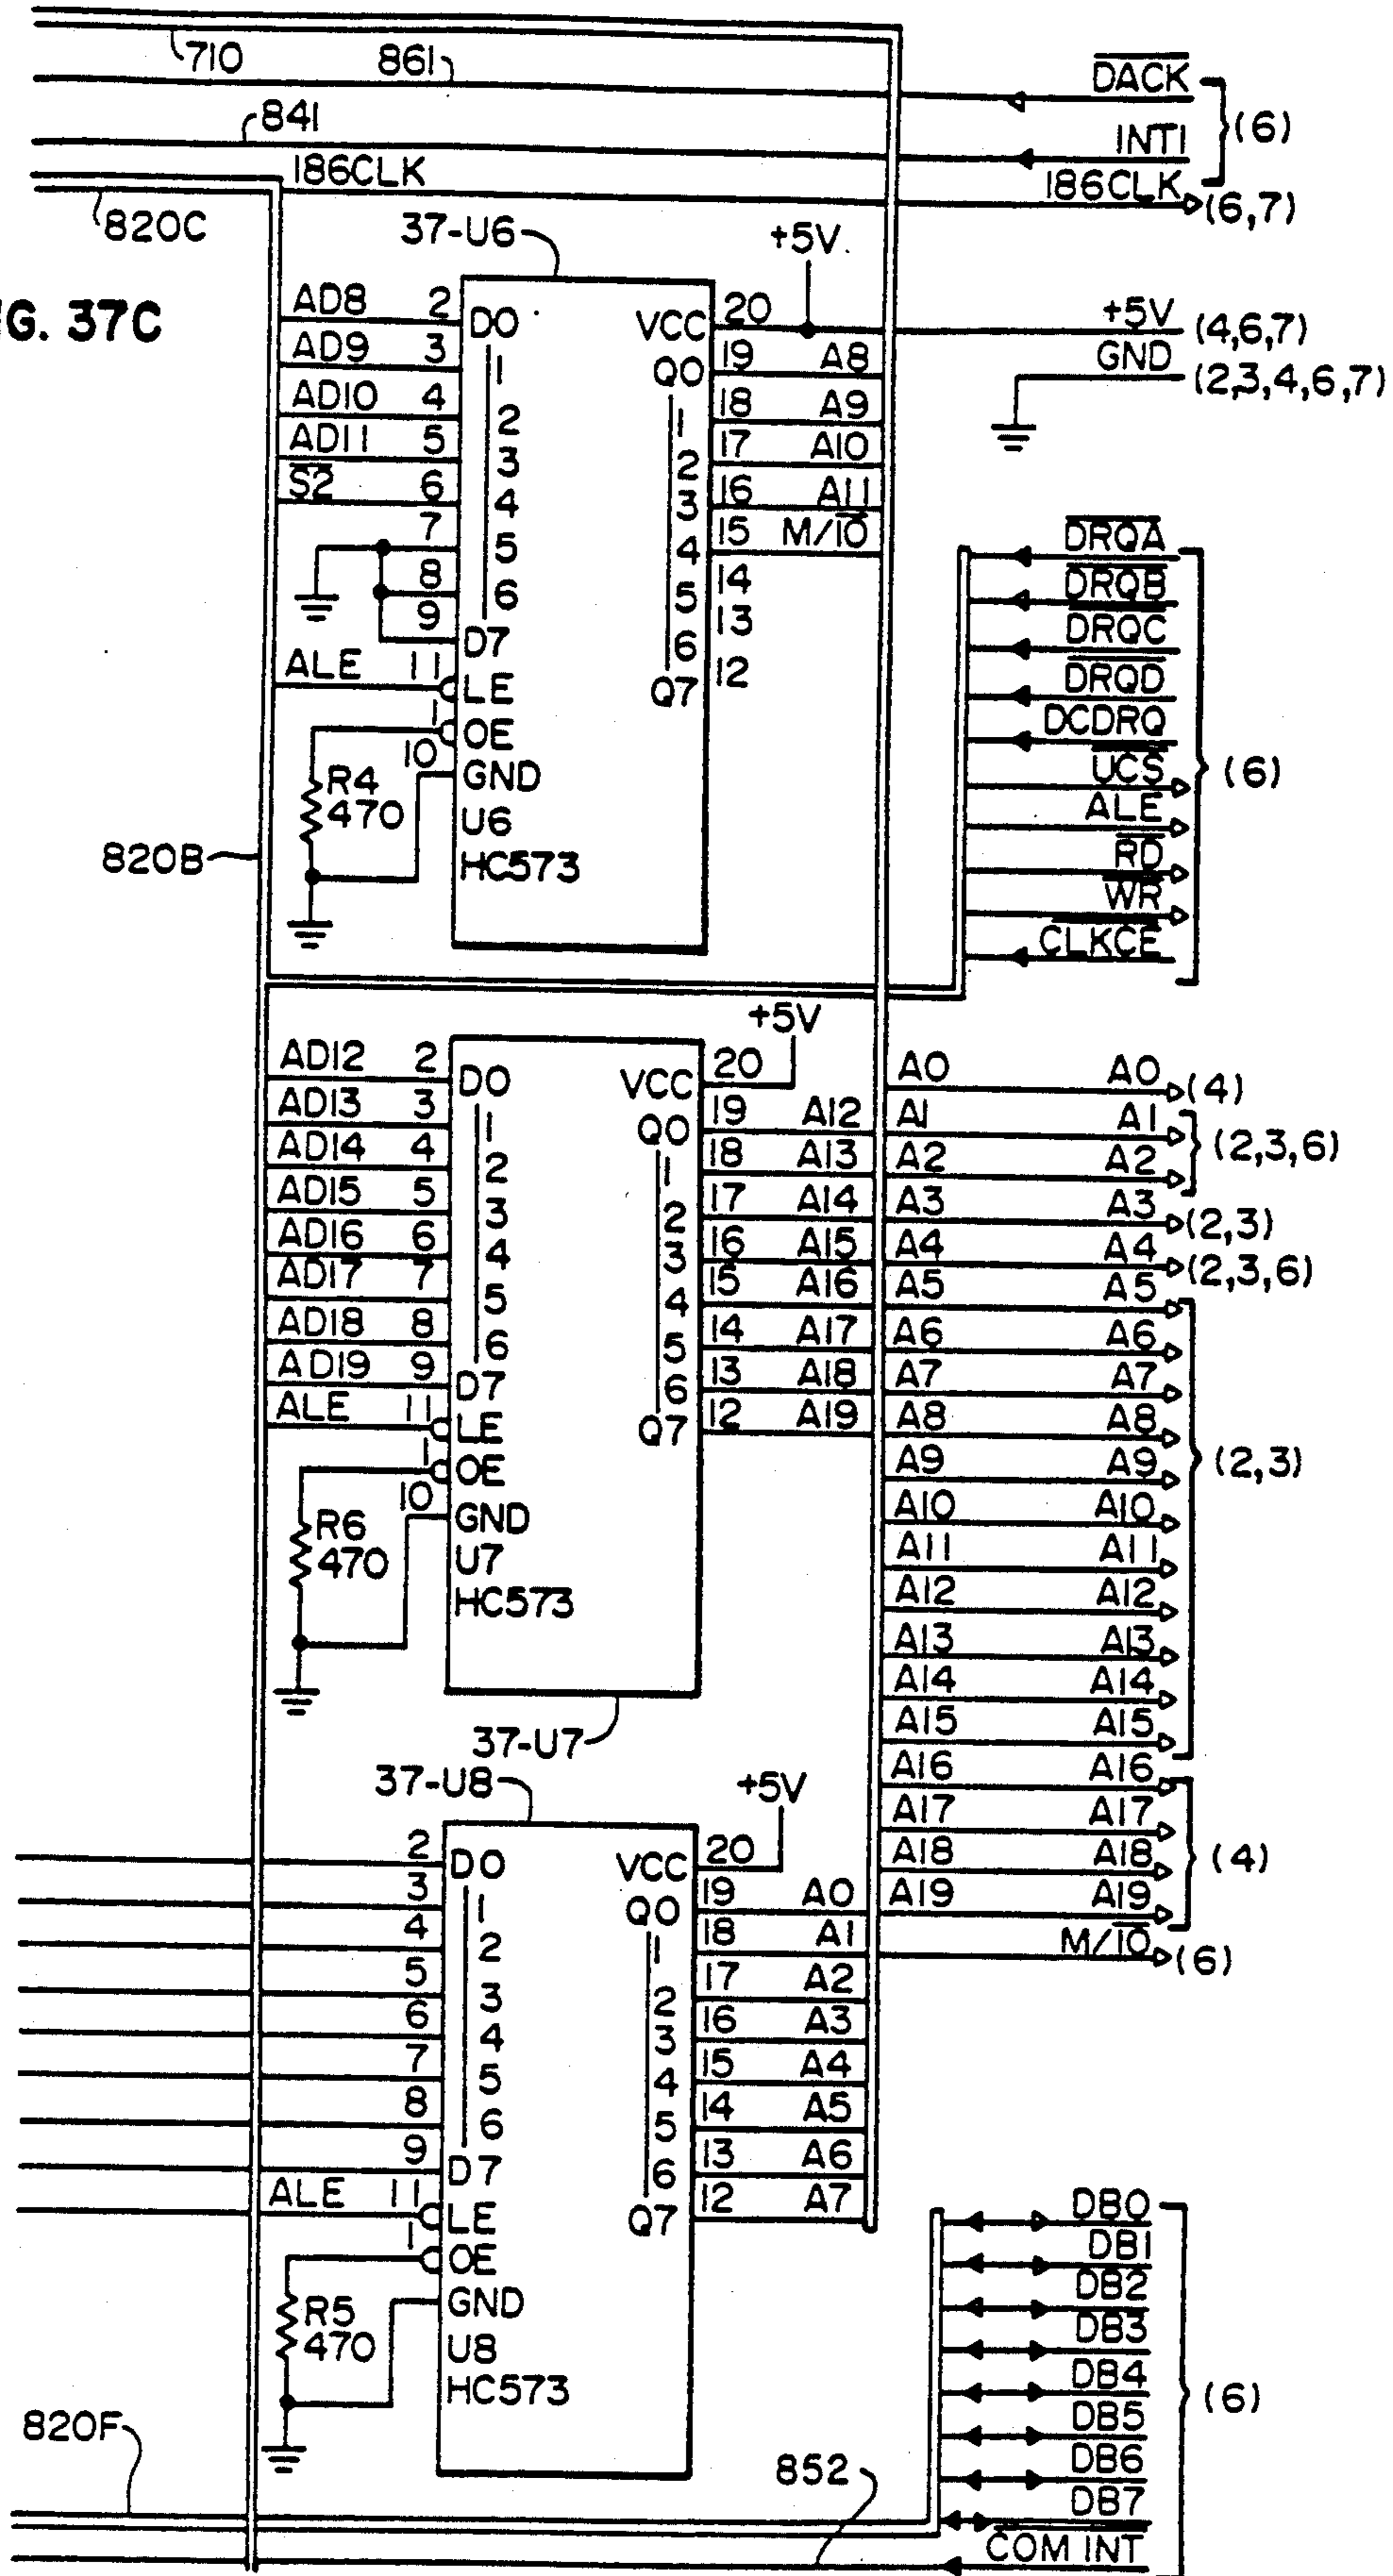 710 861 DACK
841 INT1 (6)
186CLK 186CLK
820C (6,7)
37-U6 +5V
G. 37C
AD8 2 D0 VCC 20 +5V (4,6,7)
AD9 3 1 Q0 19 A8 GND (2,3,4,6,7)
AD10 4 2 1 18 A9
AD11 5 3 2 17 A10
S2 6 4 3 16 A11
7 5 4 15 M/IO DRQA
8 6 5 14 DRQB
9 D7 6 13 DRQC
ALE 11 LE Q7 12 DRQD
1 OE DCDRQ
10 GND UCS (6)
R4 470 U6 ALE
820B HC573 RD
WR
CLKCE
+5V
AD12 2 D0 VCC 20 A0 A0 (4)
AD13 3 1 Q0 19 A12 A1 A1
AD14 4 2 1 18 A13 A2 A2 (2,3,6)
AD15 5 3 2 17 A14 A3 A3 (2,3)
AD16 6 4 3 16 A15 A4 A4 (2,3,6)
AD17 7 5 4 15 A16 A5 A5
AD18 8 6 5 14 A17 A6 A6
AD19 9 D7 6 13 A18 A7 A7
ALE 11 LE Q7 12 A19 A8 A8
1 OE A9 A9 (2,3)
10 GND A10 A10
R6 470 U7 A11 A11
HC573 A12 A12
A13 A13
A14 A14
37-U7 A15 A15
37-U8 +5V A16 A16
A17 A17
2 D0 VCC 20 A18 A18 (4)
3 1 Q0 19 A0 A19 A19
4 2 1 18 A1 M/IO (6)
5 3 2 17 A2
6 4 3 16 A3
7 5 4 15 A4
8 6 5 14 A5
9 D7 6 13 A6
ALE 11 LE Q7 12 A7 DB0
1 OE DB1
GND DB2
R5 470 U8 DB3
HC573 DB4 (6)
820F DB5
852 DB6
DB7
COM INT